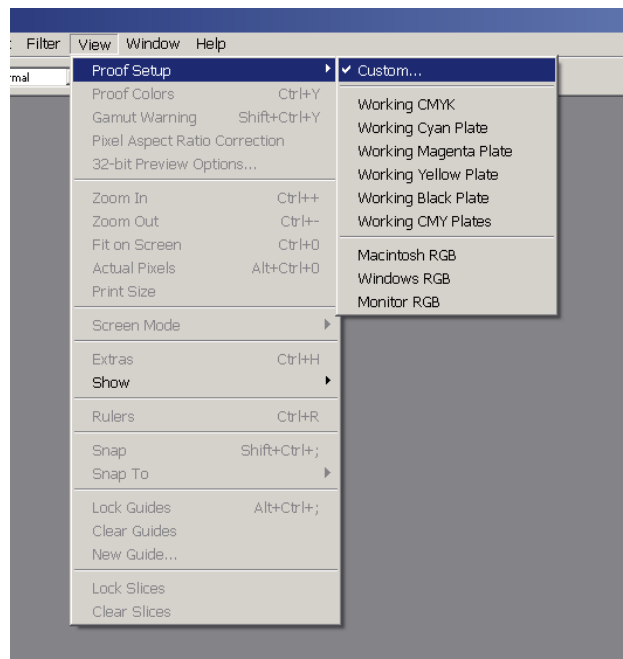 Filter View Window Help
rmal
Proof Setup
Proof Colors Ctrl+Y
Gamut Warning Shift+Ctrl+Y
Pixel Aspect Ratio Correction
32-bit Preview Options...
Zoom In Ctrl++
Zoom Out Ctrl+-
Fit on Screen Ctrl+0
Actual Pixels Alt+Ctrl+0
Print Size
Screen Mode
Extras Ctrl+H
Show
Rulers Ctrl+R
Snap Shift+Ctrl+;
Snap To
Lock Guides Alt+Ctrl+;
Clear Guides
New Guide...
Lock Slices
Clear Slices
Custom...
Working CMYK
Working Cyan Plate
Working Magenta Plate
Working Yellow Plate
Working Black Plate
Working CMY Plates
Macintosh RGB
Windows RGB
Monitor RGB